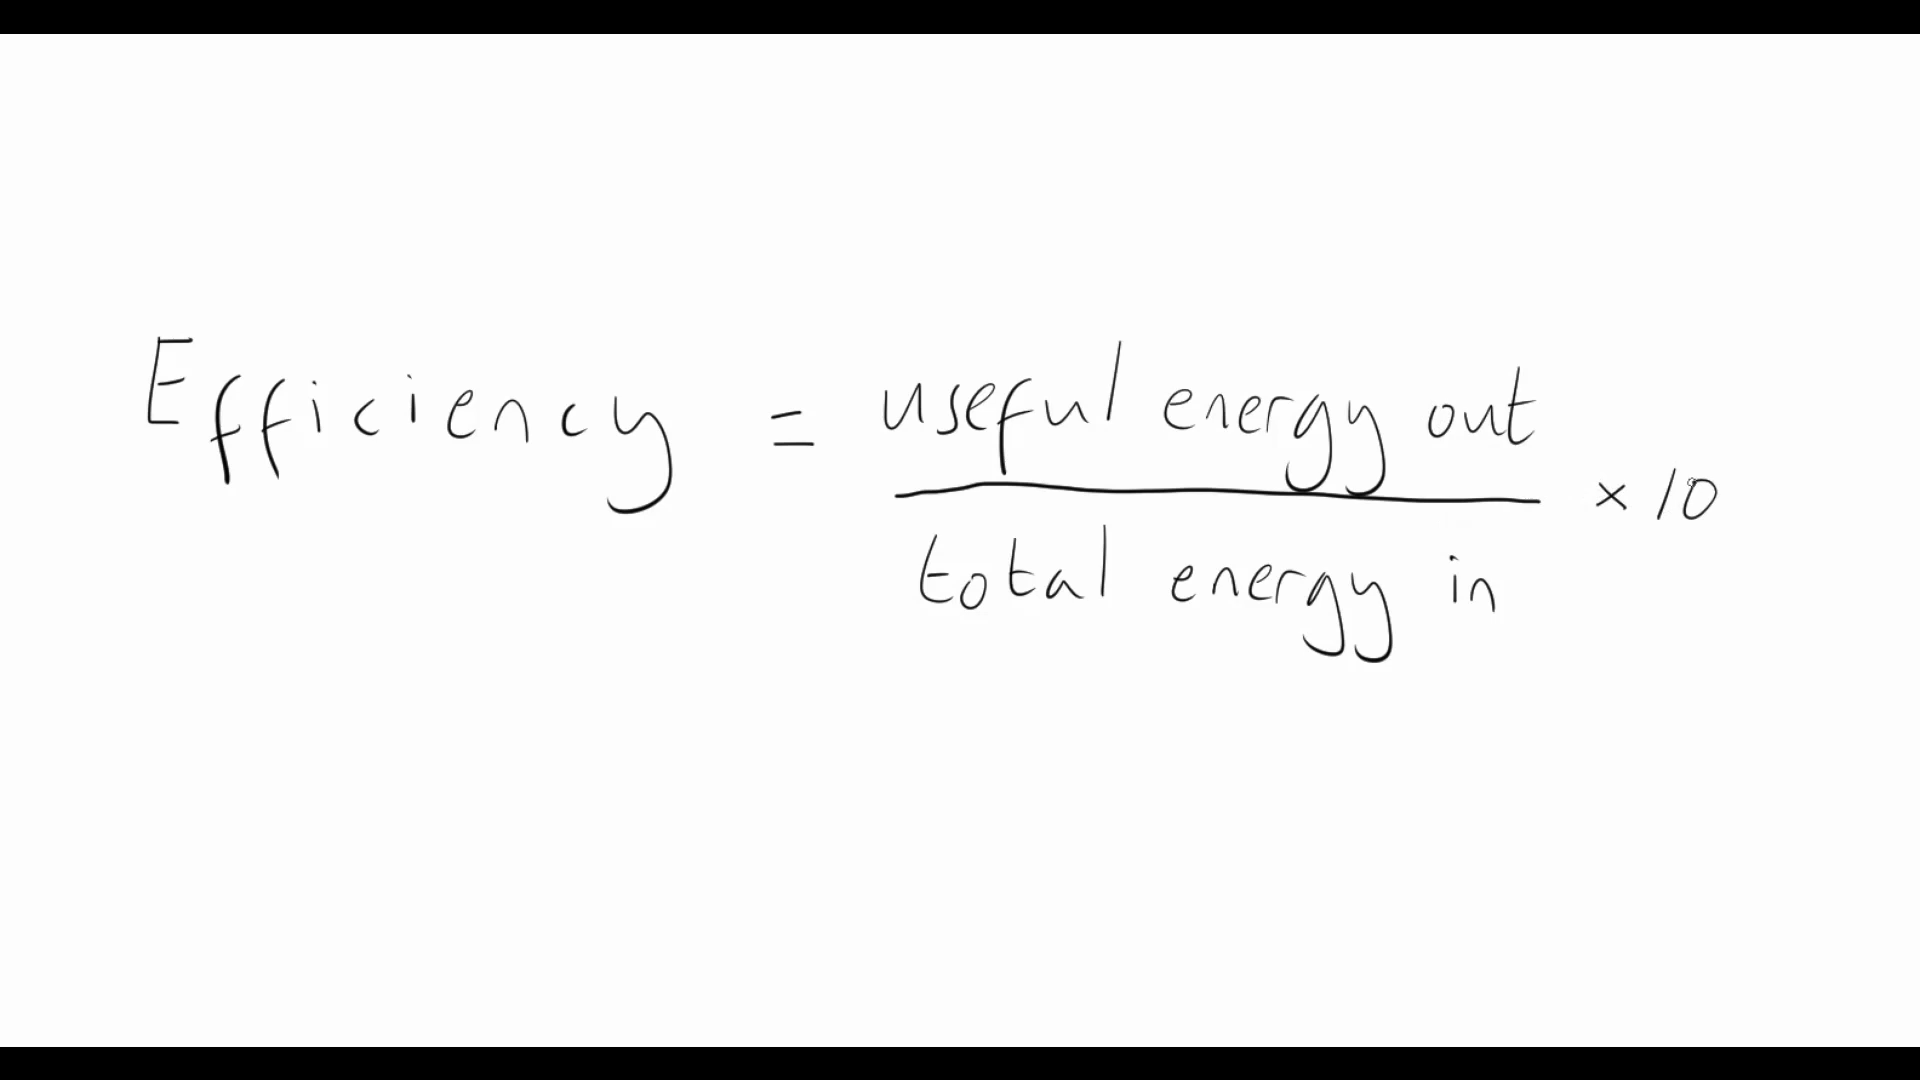 Efficiency = useful energy out
total energy in × 10